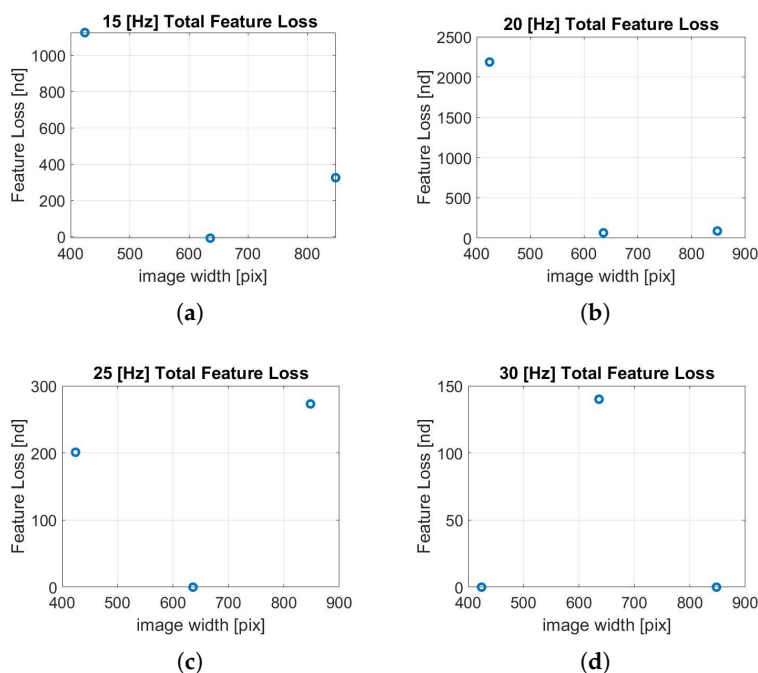 15 [Hz] Total Feature Loss
1000
800
600
400
200
0
Feature Loss [nd]
400 500 600 700 800
image width [pix]
(a)
20 [Hz] Total Feature Loss
2500
2000
1500
1000
500
0
Feature Loss [nd]
400 500 600 700 800 900
image width [pix]
(b)
25 [Hz] Total Feature Loss
300
200
100
0
Feature Loss [nd]
400 500 600 700 800 900
image width [pix]
(c)
30 [Hz] Total Feature Loss
150
100
50
0
Feature Loss [nd]
400 500 600 700 800 900
image width [pix]
(d)